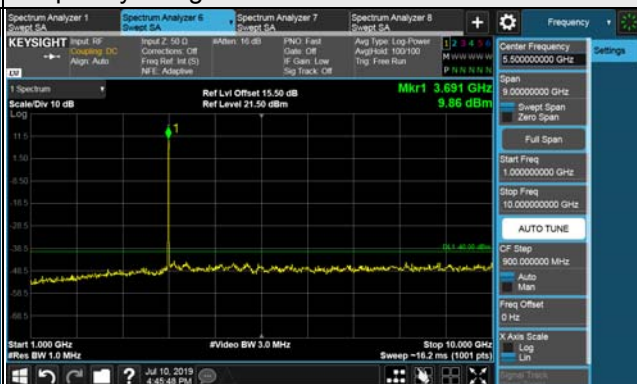 Spectrum Analyzer 1
Swept SA
Spectrum Analyzer 6
Swept SA
Spectrum Analyzer 7
Swept SA
Spectrum Analyzer 8
Swept SA
+
Frequency
KEYSIGHT
Input: RF
Coupling: DC
Align: Auto
Input Z: 50 Ω
Corrections: Off
Freq Ref: Int (S)
NFE: Adaptive
#Atten: 16 dB
PNO: Fast
Gate: Off
IF Gain: Low
Sig Track: Off
Avg Type: Log-Power
Avg|Hold: 100/100
Trig: Free Run
1 2 3 4 5 6
M W W W W W
P N N N N N
LXI
1 Spectrum
Scale/Div 10 dB
Log
Ref Lvl Offset 15.50 dB
Ref Level 21.50 dBm
Mkr1 3.691 GHz
9.86 dBm
1
11.5
1.50
-8.50
-18.5
-28.5
-38.5
-48.5
-58.5
-68.5
DL1 -40.00 dBm
Start 1.000 GHz
#Res BW 1.0 MHz
#Video BW 3.0 MHz
Stop 10.000 GHz
Sweep ~16.2 ms (1001 pts)
Center Frequency
5.500000000 GHz
Settings
Span
9.00000000 GHz
Swept Span
Zero Span
Full Span
Start Freq
1.000000000 GHz
Stop Freq
10.000000000 GHz
AUTO TUNE
CF Step
900.000000 MHz
Auto
Man
Freq Offset
0 Hz
X Axis Scale
Log
Lin
Signal Track
?
Jul 10, 2019
4:45:48 PM